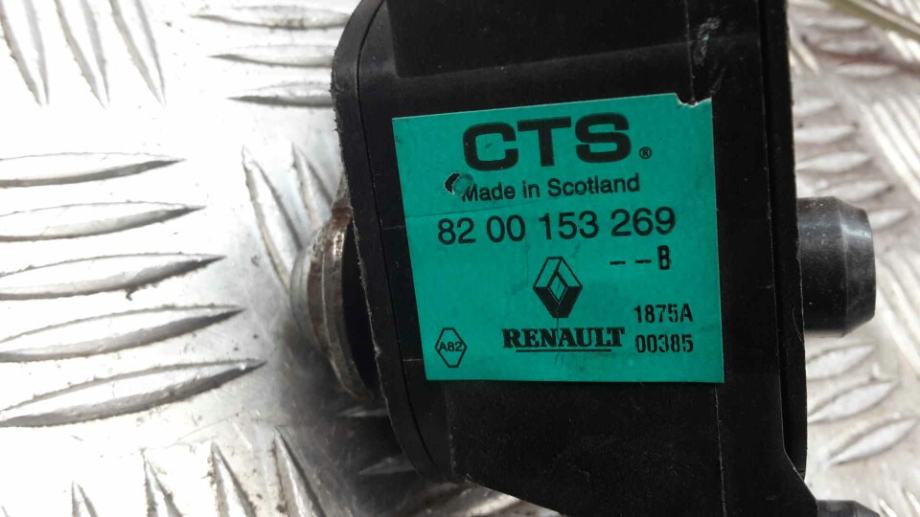 CTS®
Made in Scotland
82 00 153 269
--B
1875A
RENAULT
00385
A82